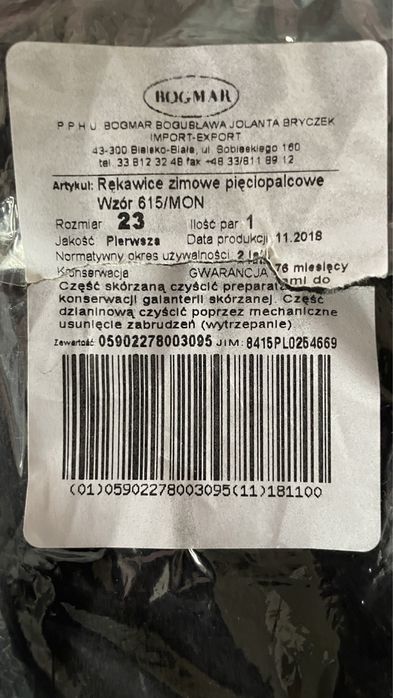 BOGMAR
P P H U BOGMAR BOGUSŁAWA JOLANTA BRYCZEK
IMPORT-EXPORT
43-300 Bielsko-Biała, ul. Sobieskiego 160
tel. 33 812 32 48 fax +48 33/811 89 12
Artykuł: Rękawice zimowe pięciopalcowe
Wzór 615/MON
Rozmiar 23 Ilość par 1
Jakość Pierwsza Data produkcji 11.2018
Normatywny okres używalności 2
Konserwacja GWARANCJA 76 miesięcy
Część skórzaną czyścić mi do
konserwacji galanterii skórzanej. Część
dzianinową czyścić poprzez mechaniczne
usunięcie zabrudzeń (wytrzepanie)
Zawartość 05902278003095 JIM: 8415PL0254669
(01)05902278003095(11)181100